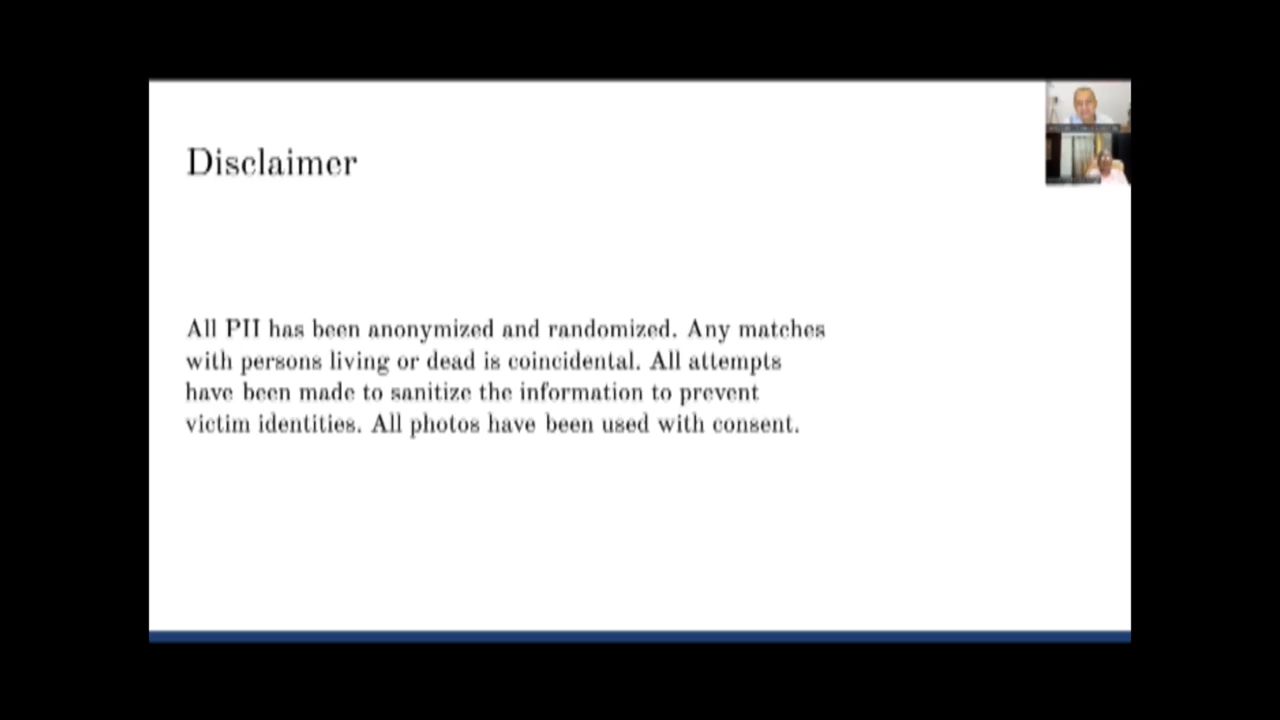 Disclaimer
All PII has been anonymized and randomized. Any matches
with persons living or dead is coincidental. All attempts
have been made to sanitize the information to prevent
victim identities. All photos have been used with consent.